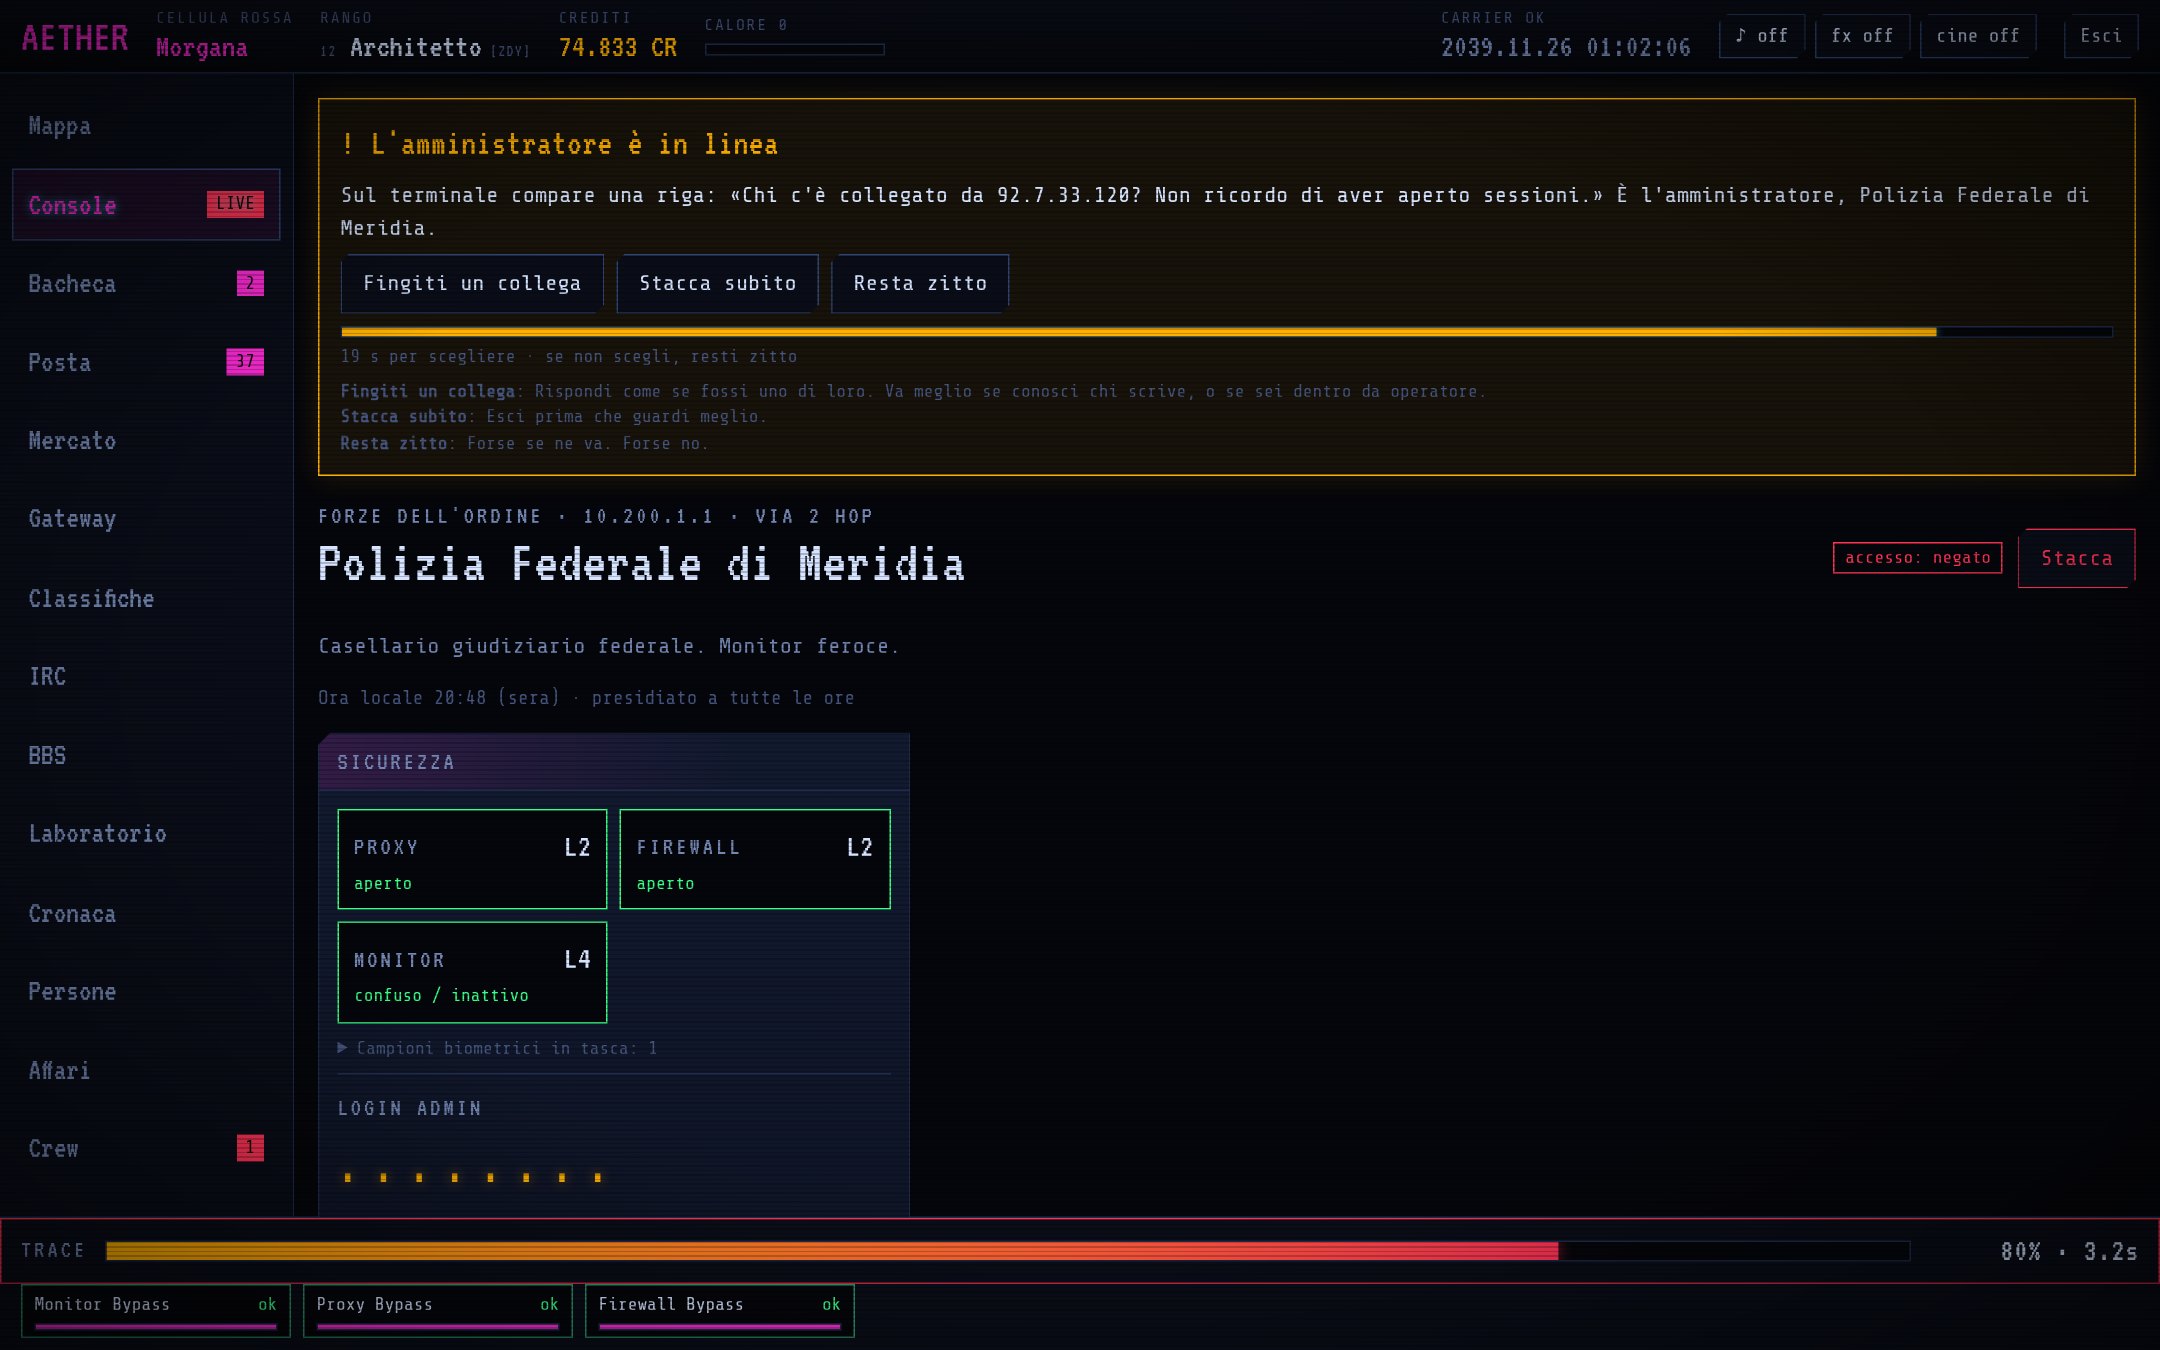 AETHER
CELLULA ROSSA
Morgana
RANGO
12 Architetto [ZDY]
CREDITI
74.833 CR
CALORE 0
CARRIER OK
2039.11.26 01:02:06
♪ off
fx off
cine off
Esci
Mappa
Console LIVE
Bacheca 2
Posta 37
Mercato
Gateway
Classifiche
IRC
BBS
Laboratorio
Cronaca
Persone
Affari
Crew 1
! L'amministratore è in linea
Sul terminale compare una riga: «Chi c'è collegato da 92.7.33.120? Non ricordo di aver aperto sessioni.» È l'amministratore, Polizia Federale di
Meridia.
Fingiti un collega
Stacca subito
Resta zitto
19 s per scegliere · se non scegli, resti zitto
Fingiti un collega: Rispondi come se fossi uno di loro. Va meglio se conosci chi scrive, o se sei dentro da operatore.
Stacca subito: Esci prima che guardi meglio.
Resta zitto: Forse se ne va. Forse no.
FORZE DELL'ORDINE · 10.200.1.1 · VIA 2 HOP
Polizia Federale di Meridia
accesso: negato
Stacca
Casellario giudiziario federale. Monitor feroce.
Ora locale 20:48 (sera) · presidiato a tutte le ore
SICUREZZA
PROXY L2
aperto
FIREWALL L2
aperto
MONITOR L4
confuso / inattivo
▶ Campioni biometrici in tasca: 1
LOGIN ADMIN
. . . . . . . .
TRACE
80% · 3.2s
Monitor Bypass ok
Proxy Bypass ok
Firewall Bypass ok